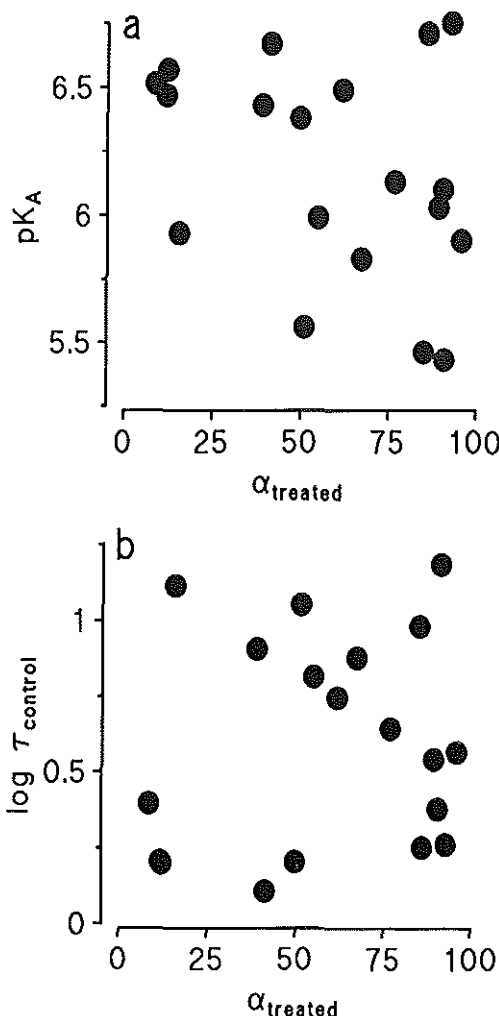 a
6.5
6
5.5
pK_A
0 25 50 75 100
α_treated
b
1
0.5
0
log τ_control
0 25 50 75 100
α_treated